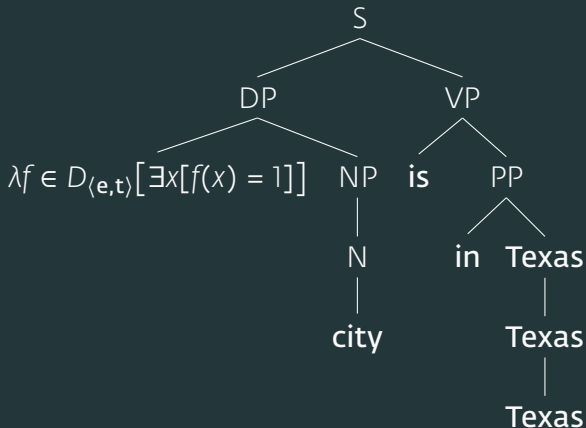 S
DP VP
λf ∈ D⟨e,t⟩[∃x[f(x) = 1]] NP is PP
N in Texas
city Texas
Texas